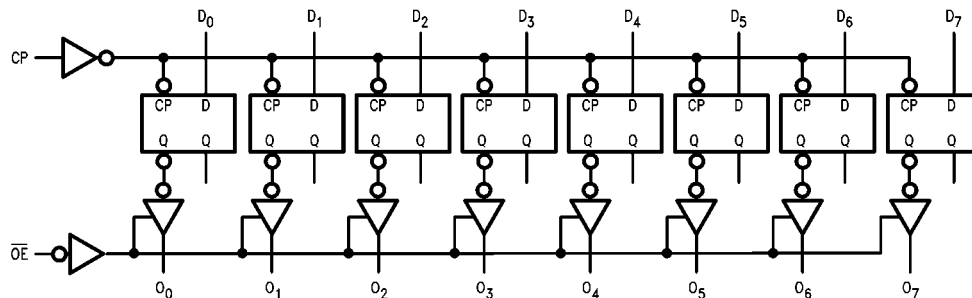 D0 D1 D2 D3 D4 D5 D6 D7
CP
CP D CP D CP D CP D CP D CP D CP D CP D
Q Q Q Q Q Q Q Q Q Q Q Q Q Q Q Q
OE
O0 O1 O2 O3 O4 O5 O6 O7